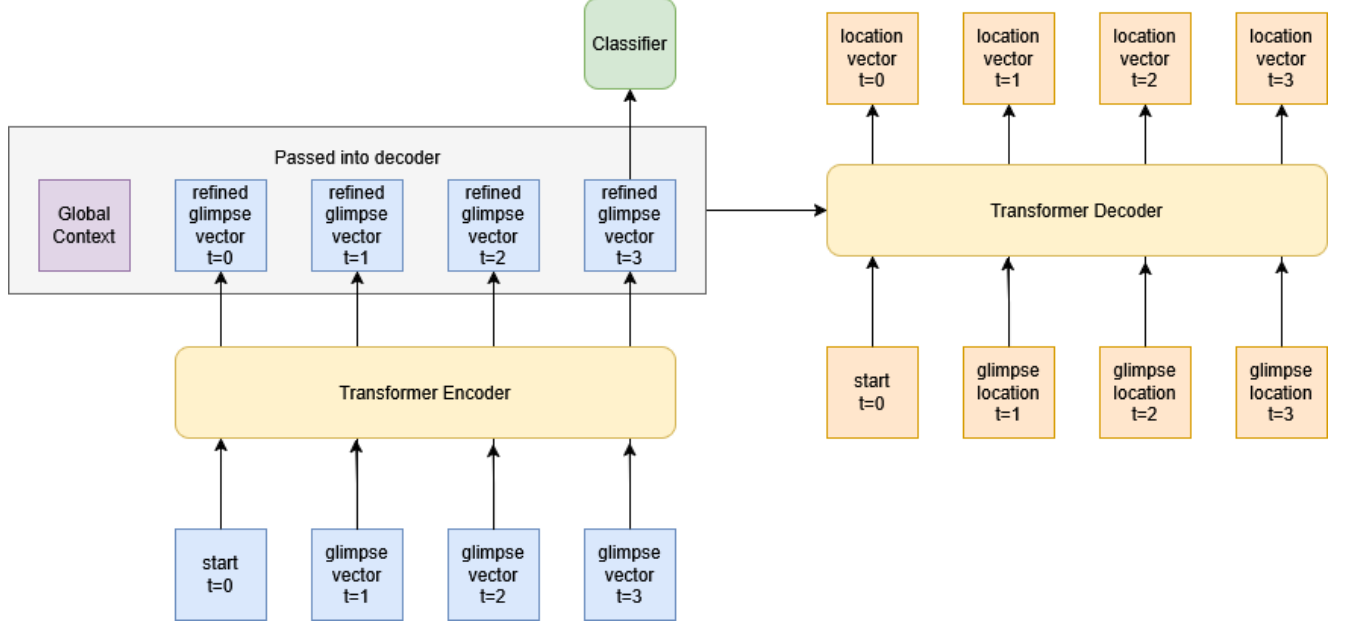 Classifier
location
vector
t=0
location
vector
t=1
location
vector
t=2
location
vector
t=3
Passed into decoder
Global
Context
refined
glimpse
vector
t=0
refined
glimpse
vector
t=1
refined
glimpse
vector
t=2
refined
glimpse
vector
t=3
Transformer Decoder
Transformer Encoder
start
t=0
glimpse
location
t=1
glimpse
location
t=2
glimpse
location
t=3
start
t=0
glimpse
vector
t=1
glimpse
vector
t=2
glimpse
vector
t=3